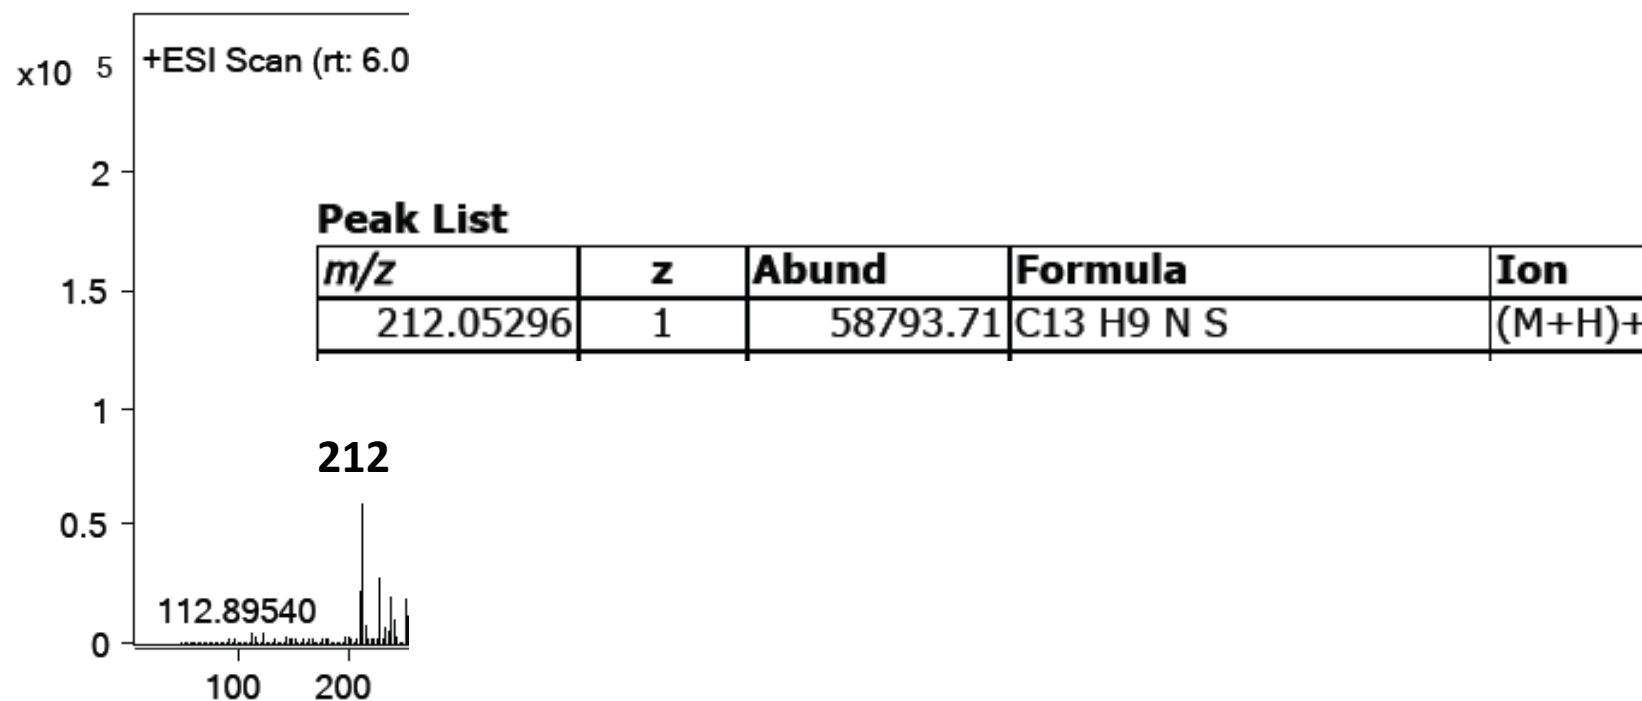 x10 5
+ESI Scan (rt: 6.0
2
Peak List
m/z z Abund Formula Ion
1.5
212.05296 1 58793.71 C13 H9 N S (M+H)+
1
212
0.5
112.89540
0
100 200